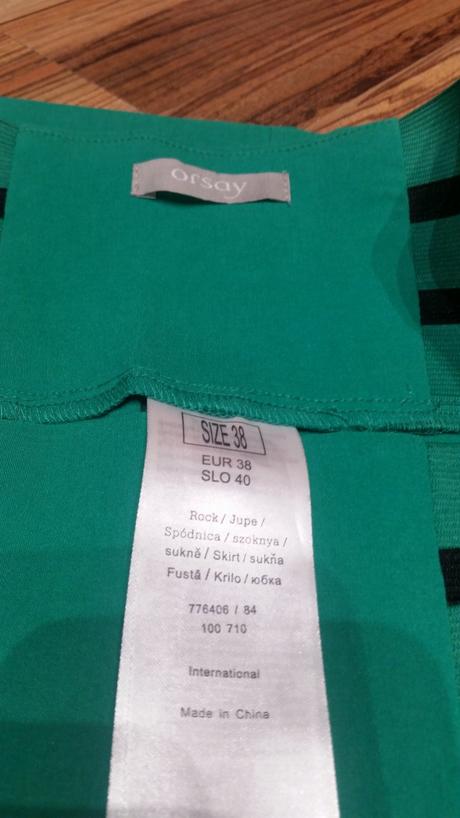 orsay
SIZE 38
EUR 38
SLO 40
Rock / Jupe /
Spódnica / szoknya /
sukně / Skirt / sukňa
Fustă / Krilo / юбка
776406 / 84
100 710
International
Made in China